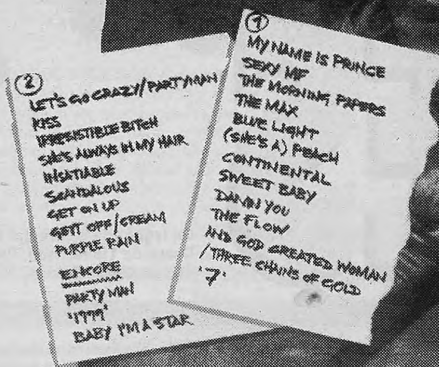 ①
MY NAME IS PRINCE
SEXY MF
THE MORNING PAPERS
THE MAX
BLUE LIGHT
(SHE'S A) PEACH
CONTINENTAL
SWEET BABY
DAMN YOU
THE FLOW
AND GOD CREATED WOMAN
/THREE CHAINS OF GOLD
'7'
②
LET'S GO CRAZY/PARTYMAN
KISS
IRRESISTIBLE BITCH
SHE'S ALWAYS IN MY HAIR
INSATIABLE
SCANDALOUS
GET ON UP
GETT OFF/CREAM
PURPLE RAIN
ENCORE
PARTY MAN
'1999'
BABY I'M A STAR